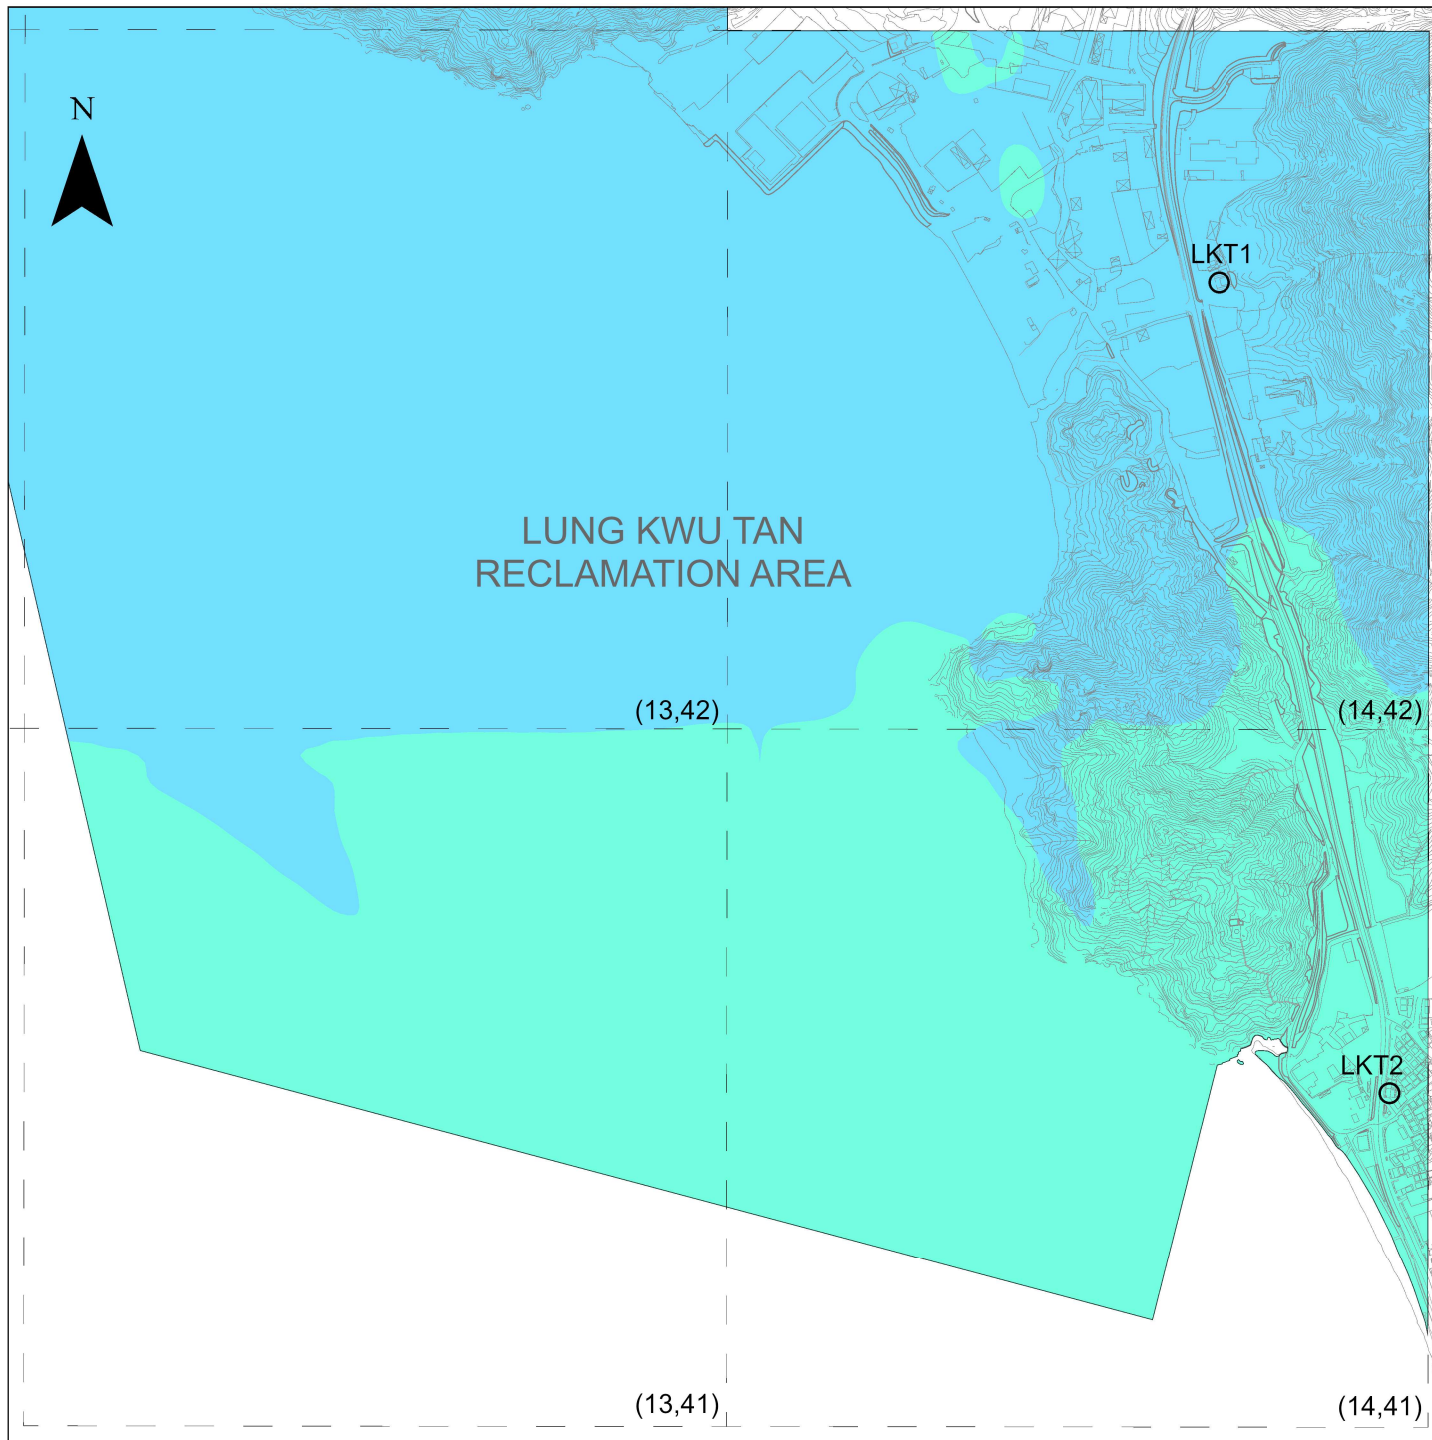 N
LKT1
LUNG KWU TAN
RECLAMATION AREA
(13,42)
(14,42)
LKT2
(13,41)
(14,41)